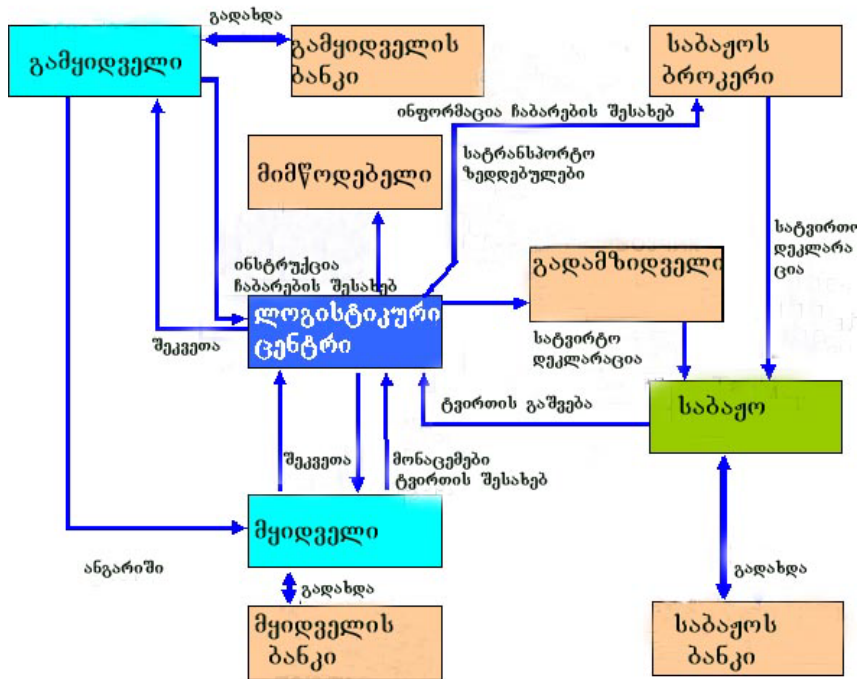 გადახდა
გამყიდველი
გამყიდველის
ბანკი
საბაჟოს
ბროკერი
ინფორმაცია ჩაბარების შესახებ
სატრანსპორტო
ზედდებულები
მიმწოდებელი
სატვირთო
დეკლარა
ცია
გადამზიდველი
ინსტრუქცია
ჩაბარების შესახებ
ლოგისტიკური
ცენტრი
შეკვეთა
სატვირტო
დეკლარაცია
ტვირთის გაშვება
საბაჟო
შეკვეთა
მონაცემები
ტვირთის შესახებ
მყიდველი
ანგარიში
გადახდა
გადახდა
მყიდველის
ბანკი
საბაჟოს
ბანკი